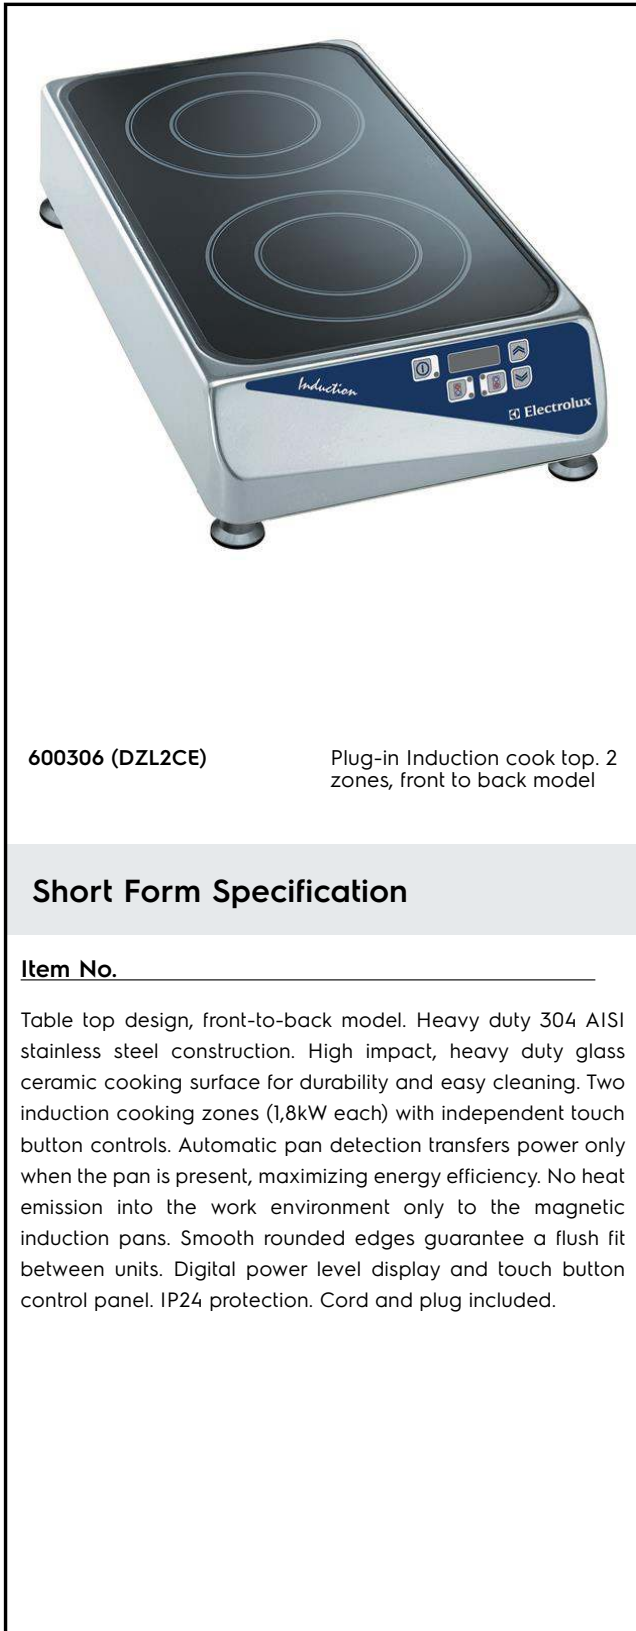 Induction
Electrolux
600306 (DZL2CE)
Plug-in Induction cook top. 2
zones, front to back model
Short Form Specification
Item No.
Table top design, front-to-back model. Heavy duty 304 AISI
stainless steel construction. High impact, heavy duty glass
ceramic cooking surface for durability and easy cleaning. Two
induction cooking zones (1,8kW each) with independent touch
button controls. Automatic pan detection transfers power only
when the pan is present, maximizing energy efficiency. No heat
emission into the work environment only to the magnetic
induction pans. Smooth rounded edges guarantee a flush fit
between units. Digital power level display and touch button
control panel. IP24 protection. Cord and plug included.